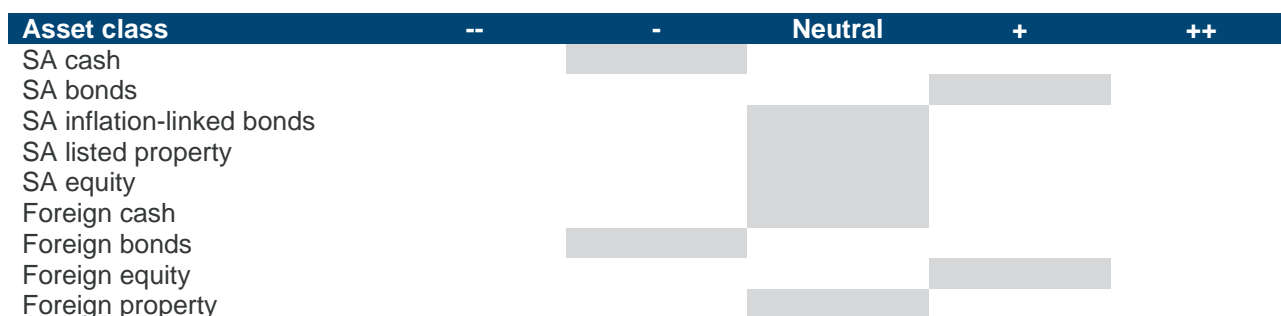 Asset class -- - Neutral + ++
SA cash
SA bonds
SA inflation-linked bonds
SA listed property
SA equity
Foreign cash
Foreign bonds
Foreign equity
Foreign property